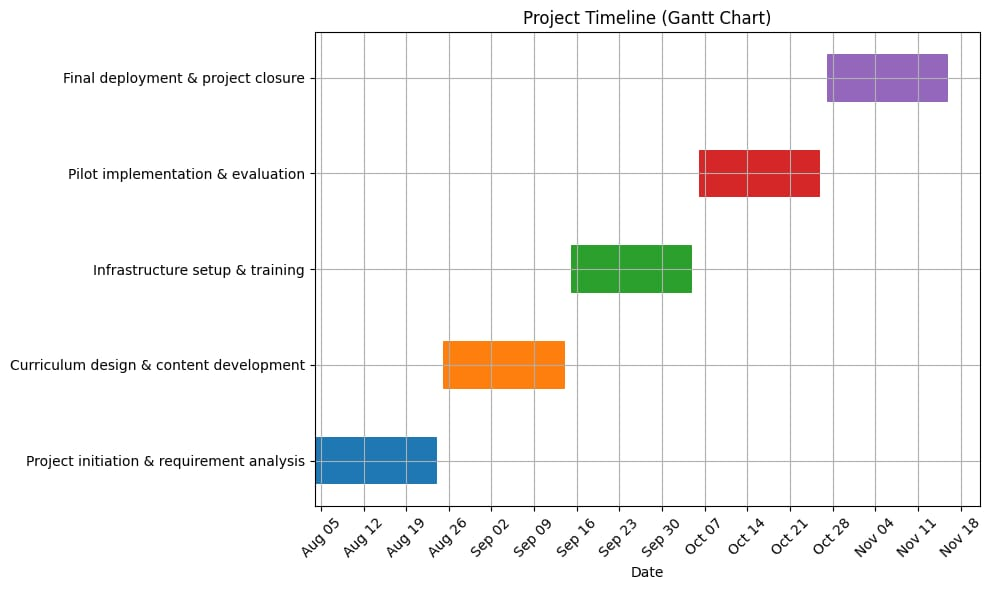 Project Timeline (Gantt Chart)
Final deployment & project closure
Pilot implementation & evaluation
Infrastructure setup & training
Curriculum design & content development
Project initiation & requirement analysis
Aug 05
Aug 12
Aug 19
Aug 26
Sep 02
Sep 09
Sep 16
Sep 23
Sep 30
Oct 07
Oct 14
Oct 21
Oct 28
Nov 04
Nov 11
Nov 18
Date